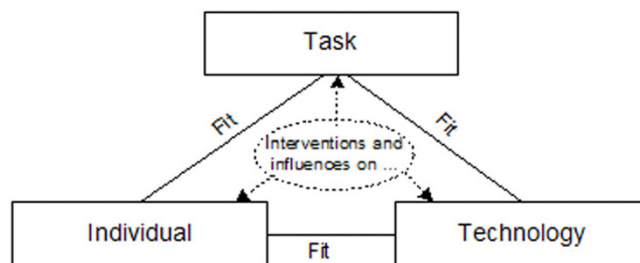 Task
Fit
Fit
Interventions and
influences on ...
Individual
Technology
Fit